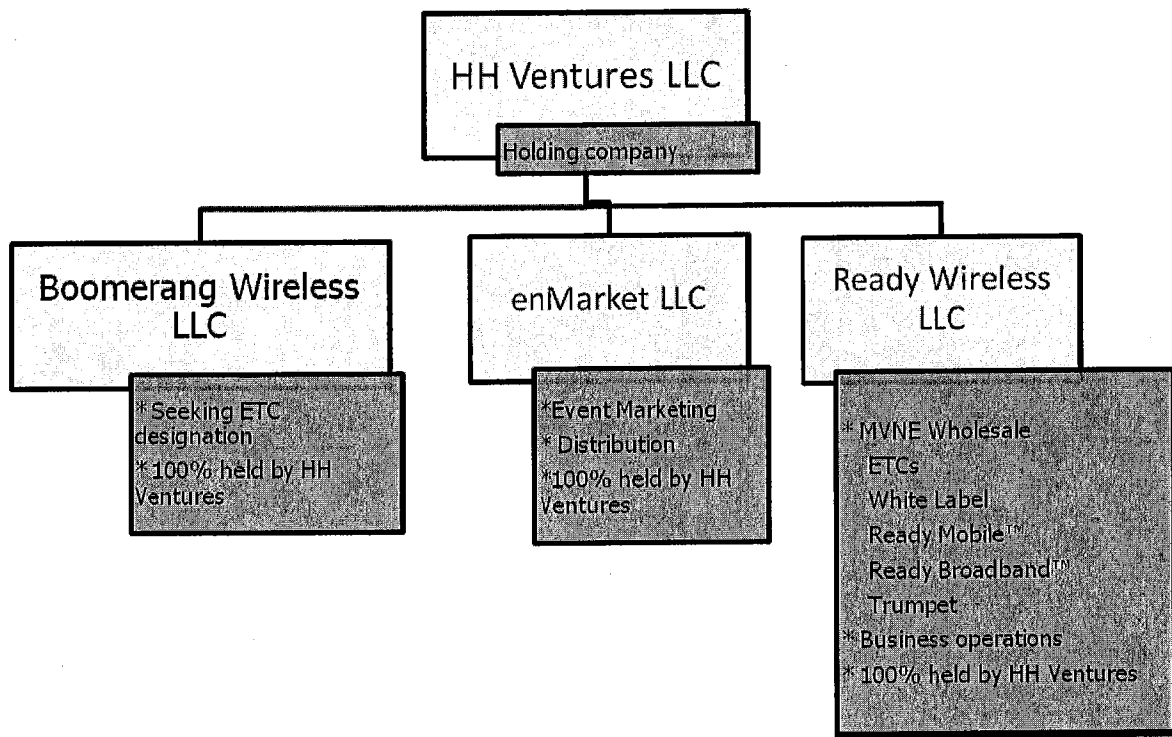 HH Ventures LLC
Holding company
Boomerang Wireless
LLC
* Seeking ETC
designation
*100% held by HH
Ventures
enMarket LLC
*Event Marketing
* Distribution
*100% held by HH
Ventures
Ready Wireless
LLC
* MVNE Wholesale
ETCs
White Label
Ready Mobile™
Ready Broadband™
Trumpet
* Business operations
* 100% held by HH Ventures